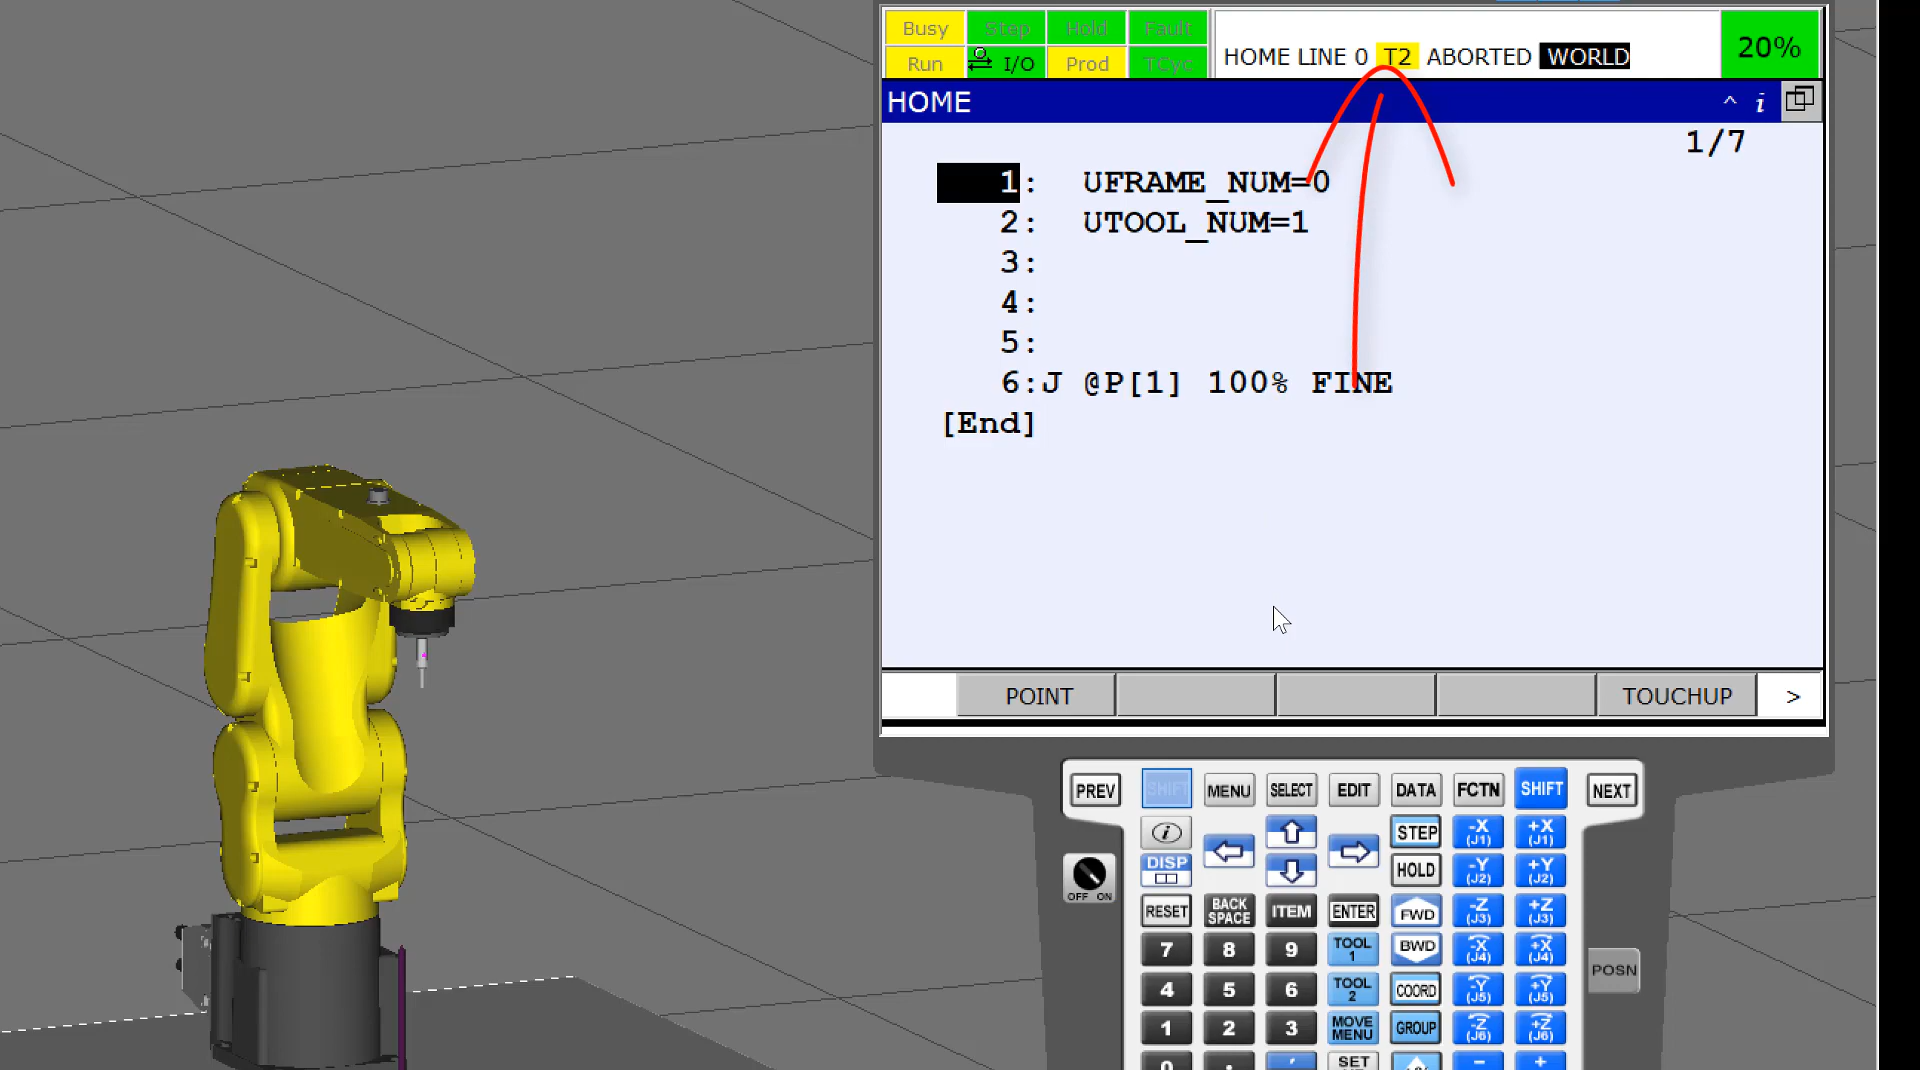 Busy Step Hold Fault
Run I/O Prod TCyc
HOME LINE 0 T2 ABORTED WORLD
20%
HOME
i
1/7
1: UFRAME_NUM=0
2: UTOOL_NUM=1
3:
4:
5:
6:J @P[1] 100% FINE
[End]
POINT TOUCHUP >
PREV SHIFT MENU SELECT EDIT DATA FCTN SHIFT NEXT
i STEP -X (J1) +X (J1)
DISP HOLD -Y (J2) +Y (J2)
OFF ON
RESET BACK SPACE ITEM ENTER FWD -Z (J3) +Z (J3)
7 8 9 TOOL 1 BWD -X (J4) +X (J4)
POSN
4 5 6 TOOL 2 COORD -Y (J5) +Y (J5)
1 2 3 MOVE MENU GROUP -Z (J6) +Z (J6)
0 . , SET - +